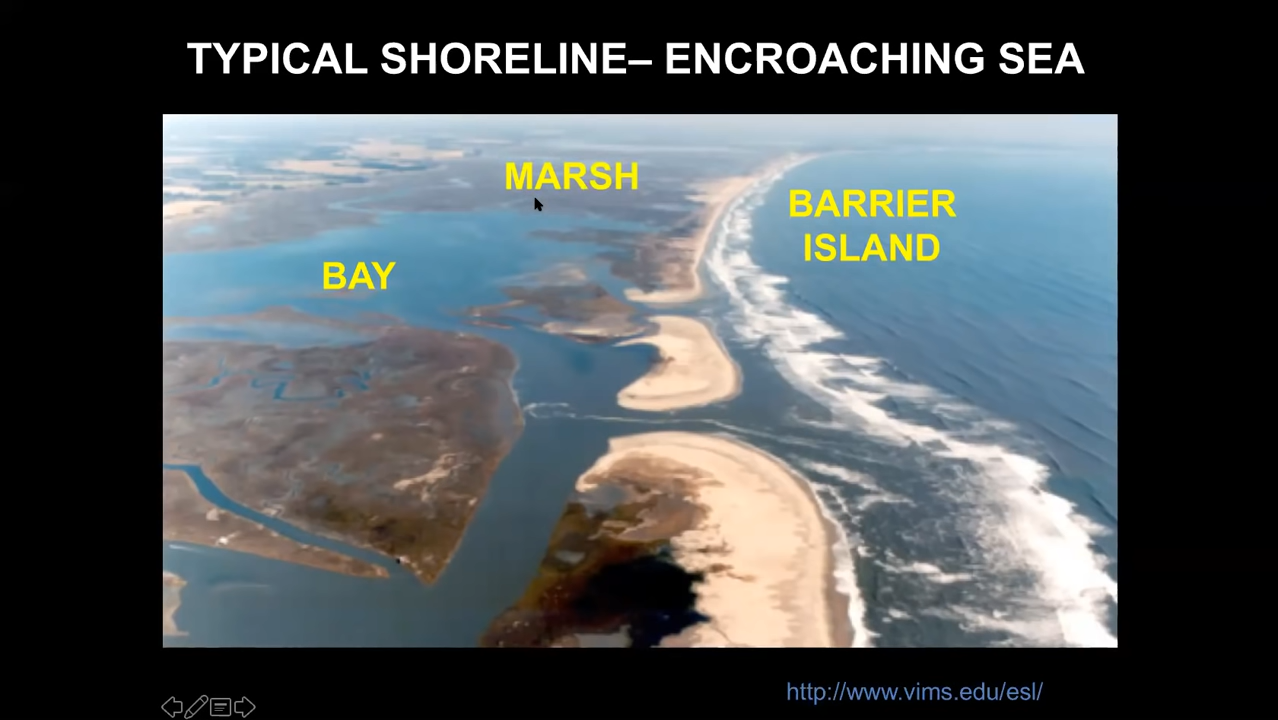 TYPICAL SHORELINE– ENCROACHING SEA
MARSH
BARRIER
ISLAND
BAY
http://www.vims.edu/esl/